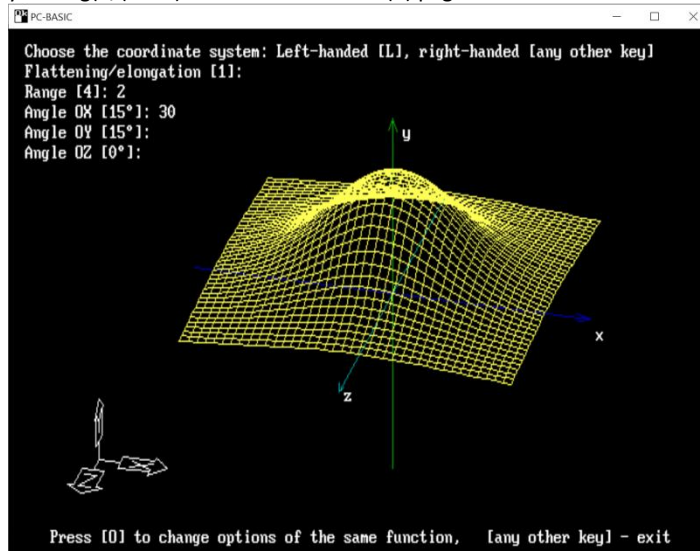 PC-BASIC
Choose the coordinate system: Left-handed [L], right-handed [any other key]
Flattening/elongation [1]:
Range [4]: 2
Angle OX [15°]: 30
Angle OY [15°]:
Angle OZ [0°]:
y
x
z
X
Z
Press [O] to change options of the same function, [any other key] - exit